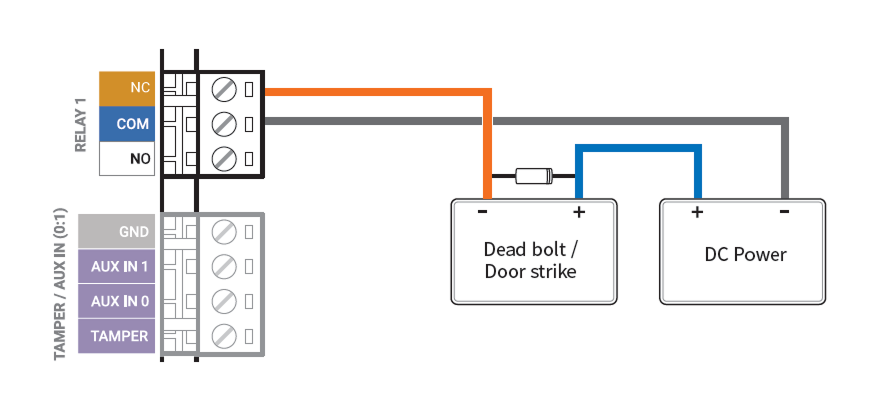 RELAY 1
NC
COM
NO
TAMPER / AUX IN (0:1)
GND
AUX IN 1
AUX IN 0
TAMPER
- +
Dead bolt /
Door strike
+ -
DC Power